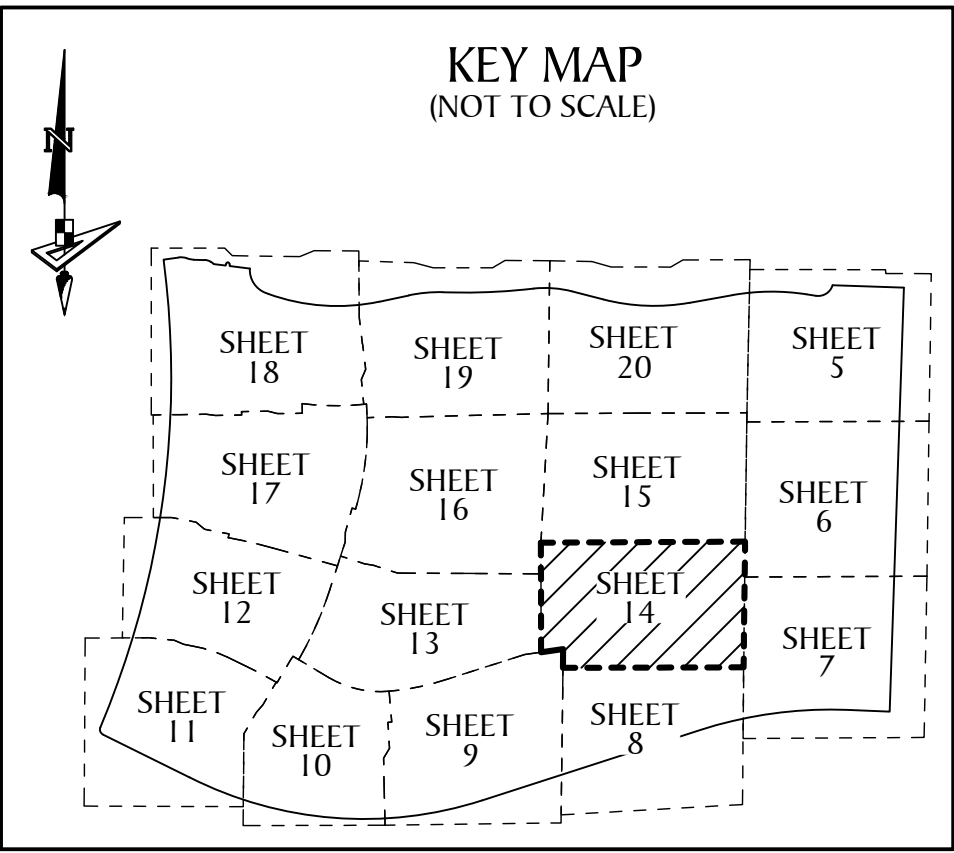 KEY MAP
(NOT TO SCALE)
N
SHEET
18
SHEET
19
SHEET
20
SHEET
5
SHEET
17
SHEET
16
SHEET
15
SHEET
6
SHEET
12
SHEET
13
SHEET
14
SHEET
7
SHEET
11
SHEET
10
SHEET
9
SHEET
8